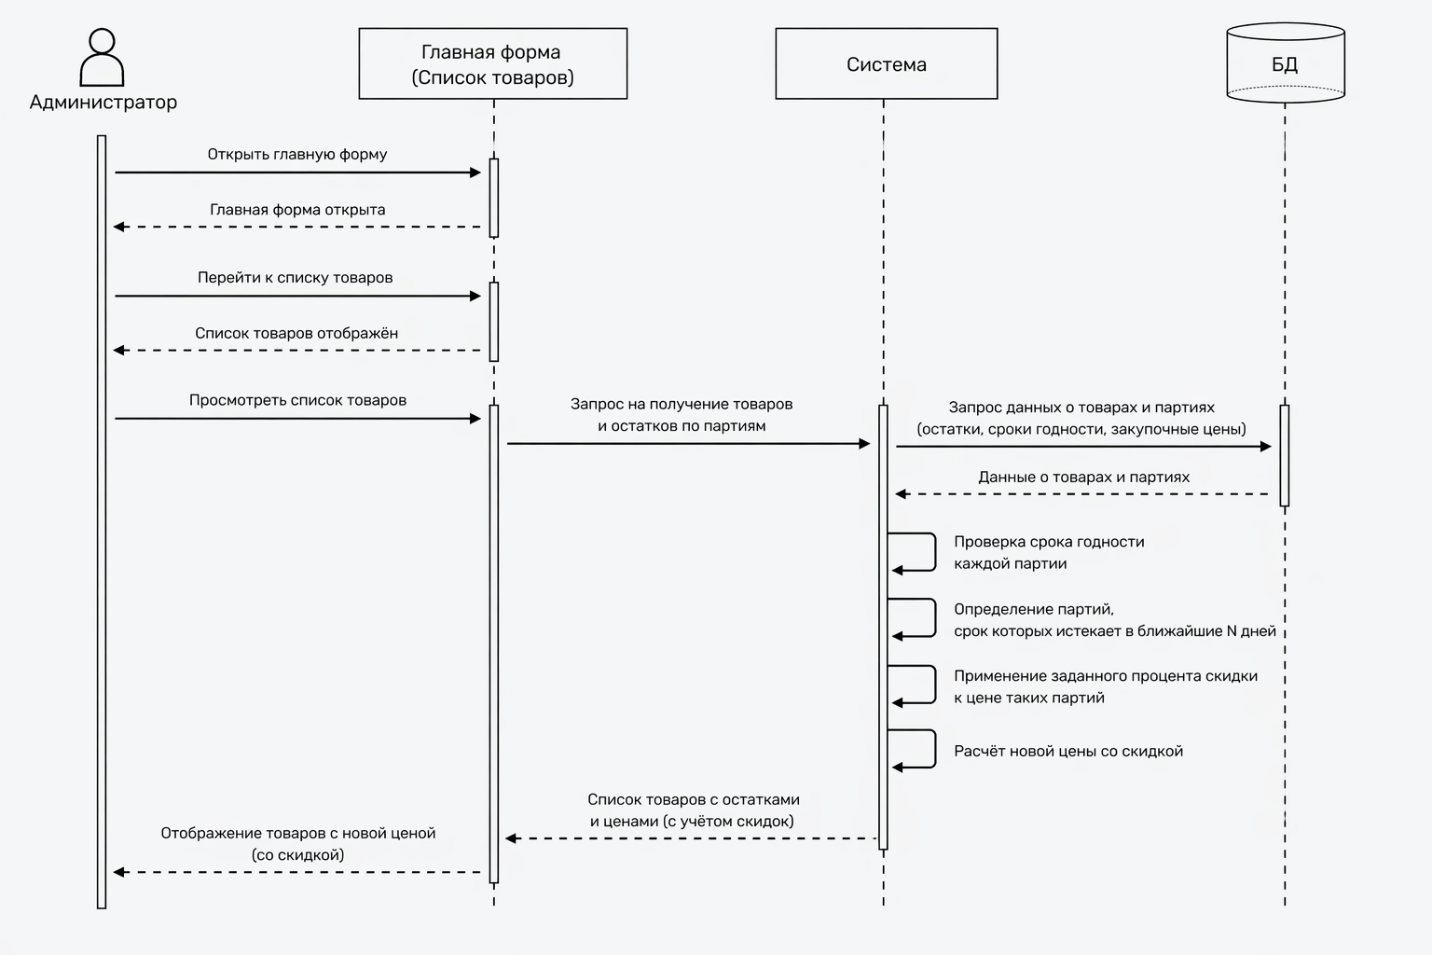 Администратор
Главная форма
(Список товаров)
Система
БД
Открыть главную форму
Главная форма открыта
Перейти к списку товаров
Список товаров отображён
Просмотреть список товаров
Запрос на получение товаров
и остатков по партиям
Запрос данных о товарах и партиях
(остатки, сроки годности, закупочные цены)
Данные о товарах и партиях
Проверка срока годности
каждой партии
Определение партий,
срок которых истекает в ближайшие N дней
Применение заданного процента скидки
к цене таких партий
Расчёт новой цены со скидкой
Список товаров с остатками
и ценами (с учётом скидок)
Отображение товаров с новой ценой
(со скидкой)